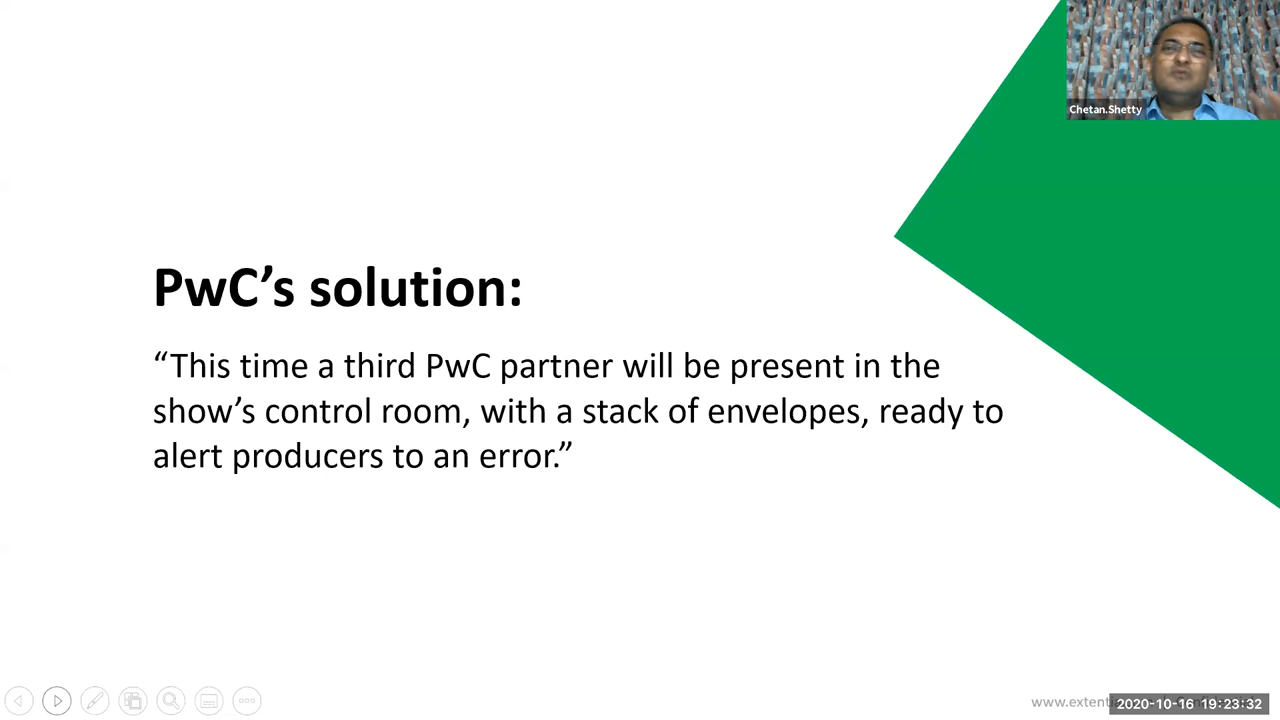 Chetan.Shetty
PwC’s solution:
“This time a third PwC partner will be present in the
show’s control room, with a stack of envelopes, ready to
alert producers to an error.”
2020-10-16 19:23:32